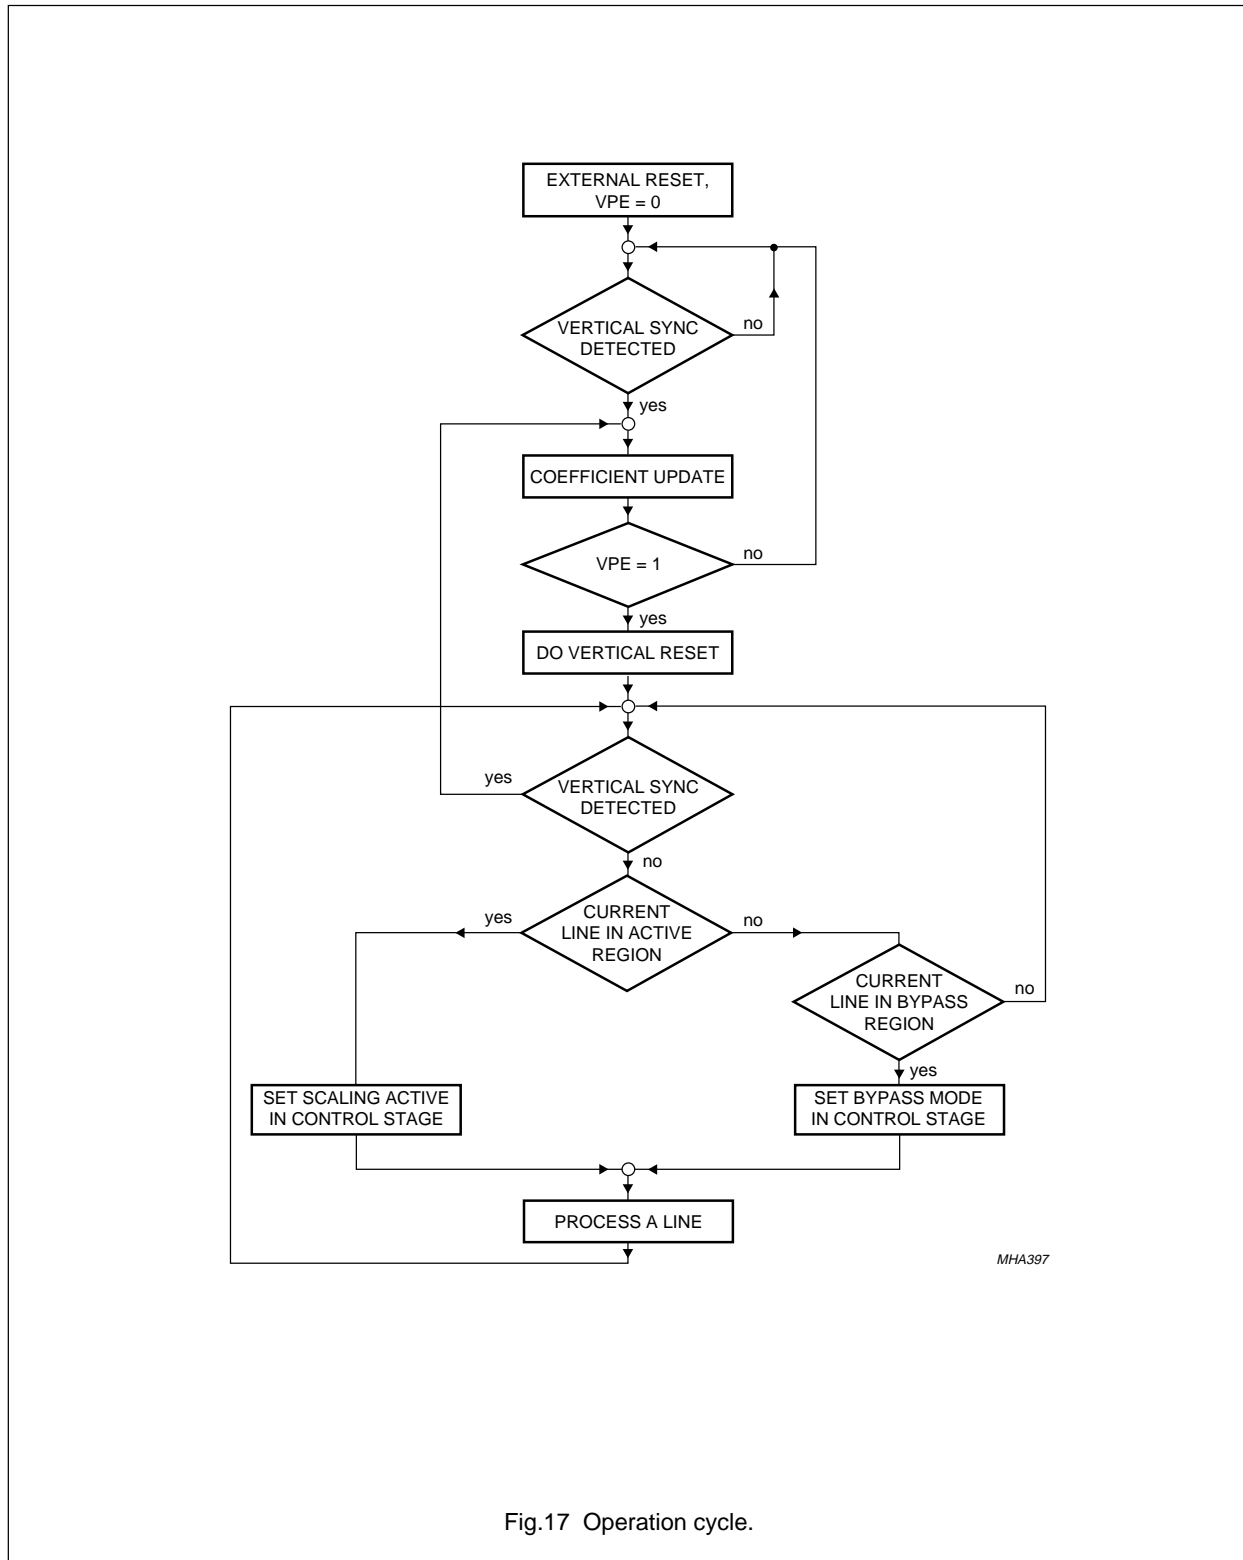 EXTERNAL RESET,
VPE = 0
VERTICAL SYNC
DETECTED
no
yes
COEFFICIENT UPDATE
VPE = 1
no
yes
DO VERTICAL RESET
yes
VERTICAL SYNC
DETECTED
no
yes
CURRENT
LINE IN ACTIVE
REGION
no
CURRENT
LINE IN BYPASS
REGION
no
yes
SET SCALING ACTIVE
IN CONTROL STAGE
SET BYPASS MODE
IN CONTROL STAGE
PROCESS A LINE
MHA397
Fig.17 Operation cycle.